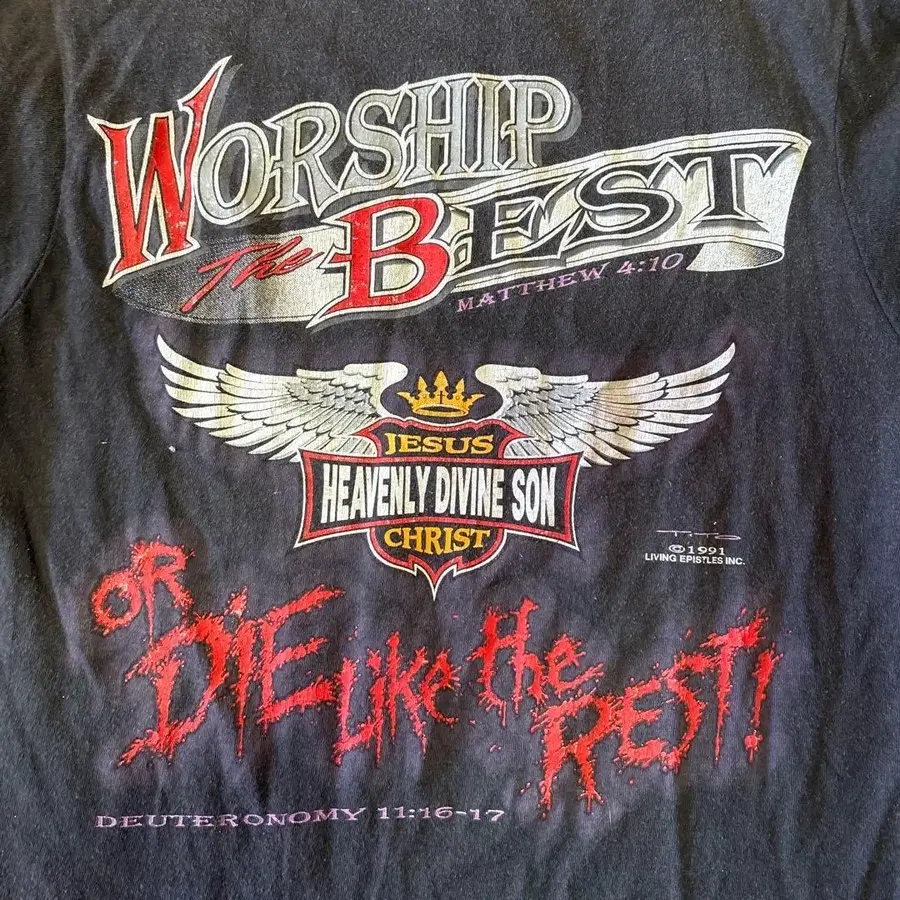 WORSHIP
The BEST
MATTHEW 4:10
JESUS
HEAVENLY DIVINE SON
CHRIST
TITO
©1991
LIVING EPISTLES INC.
OR
DIE Like the
REST!
DEUTERONOMY 11:16-17